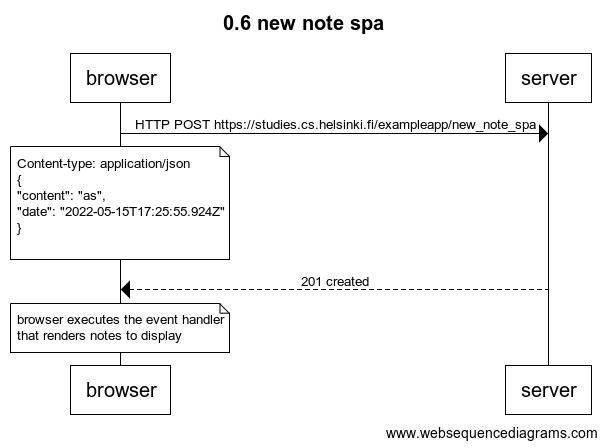 0.6 new note spa
browser
server
HTTP POST https://studies.cs.helsinki.fi/exampleapp/new_note_spa
Content-type: application/json
{
"content": "as",
"date": "2022-05-15T17:25:55.924Z"
}
201 created
browser executes the event handler
that renders notes to display
browser
server
www.websequencediagrams.com